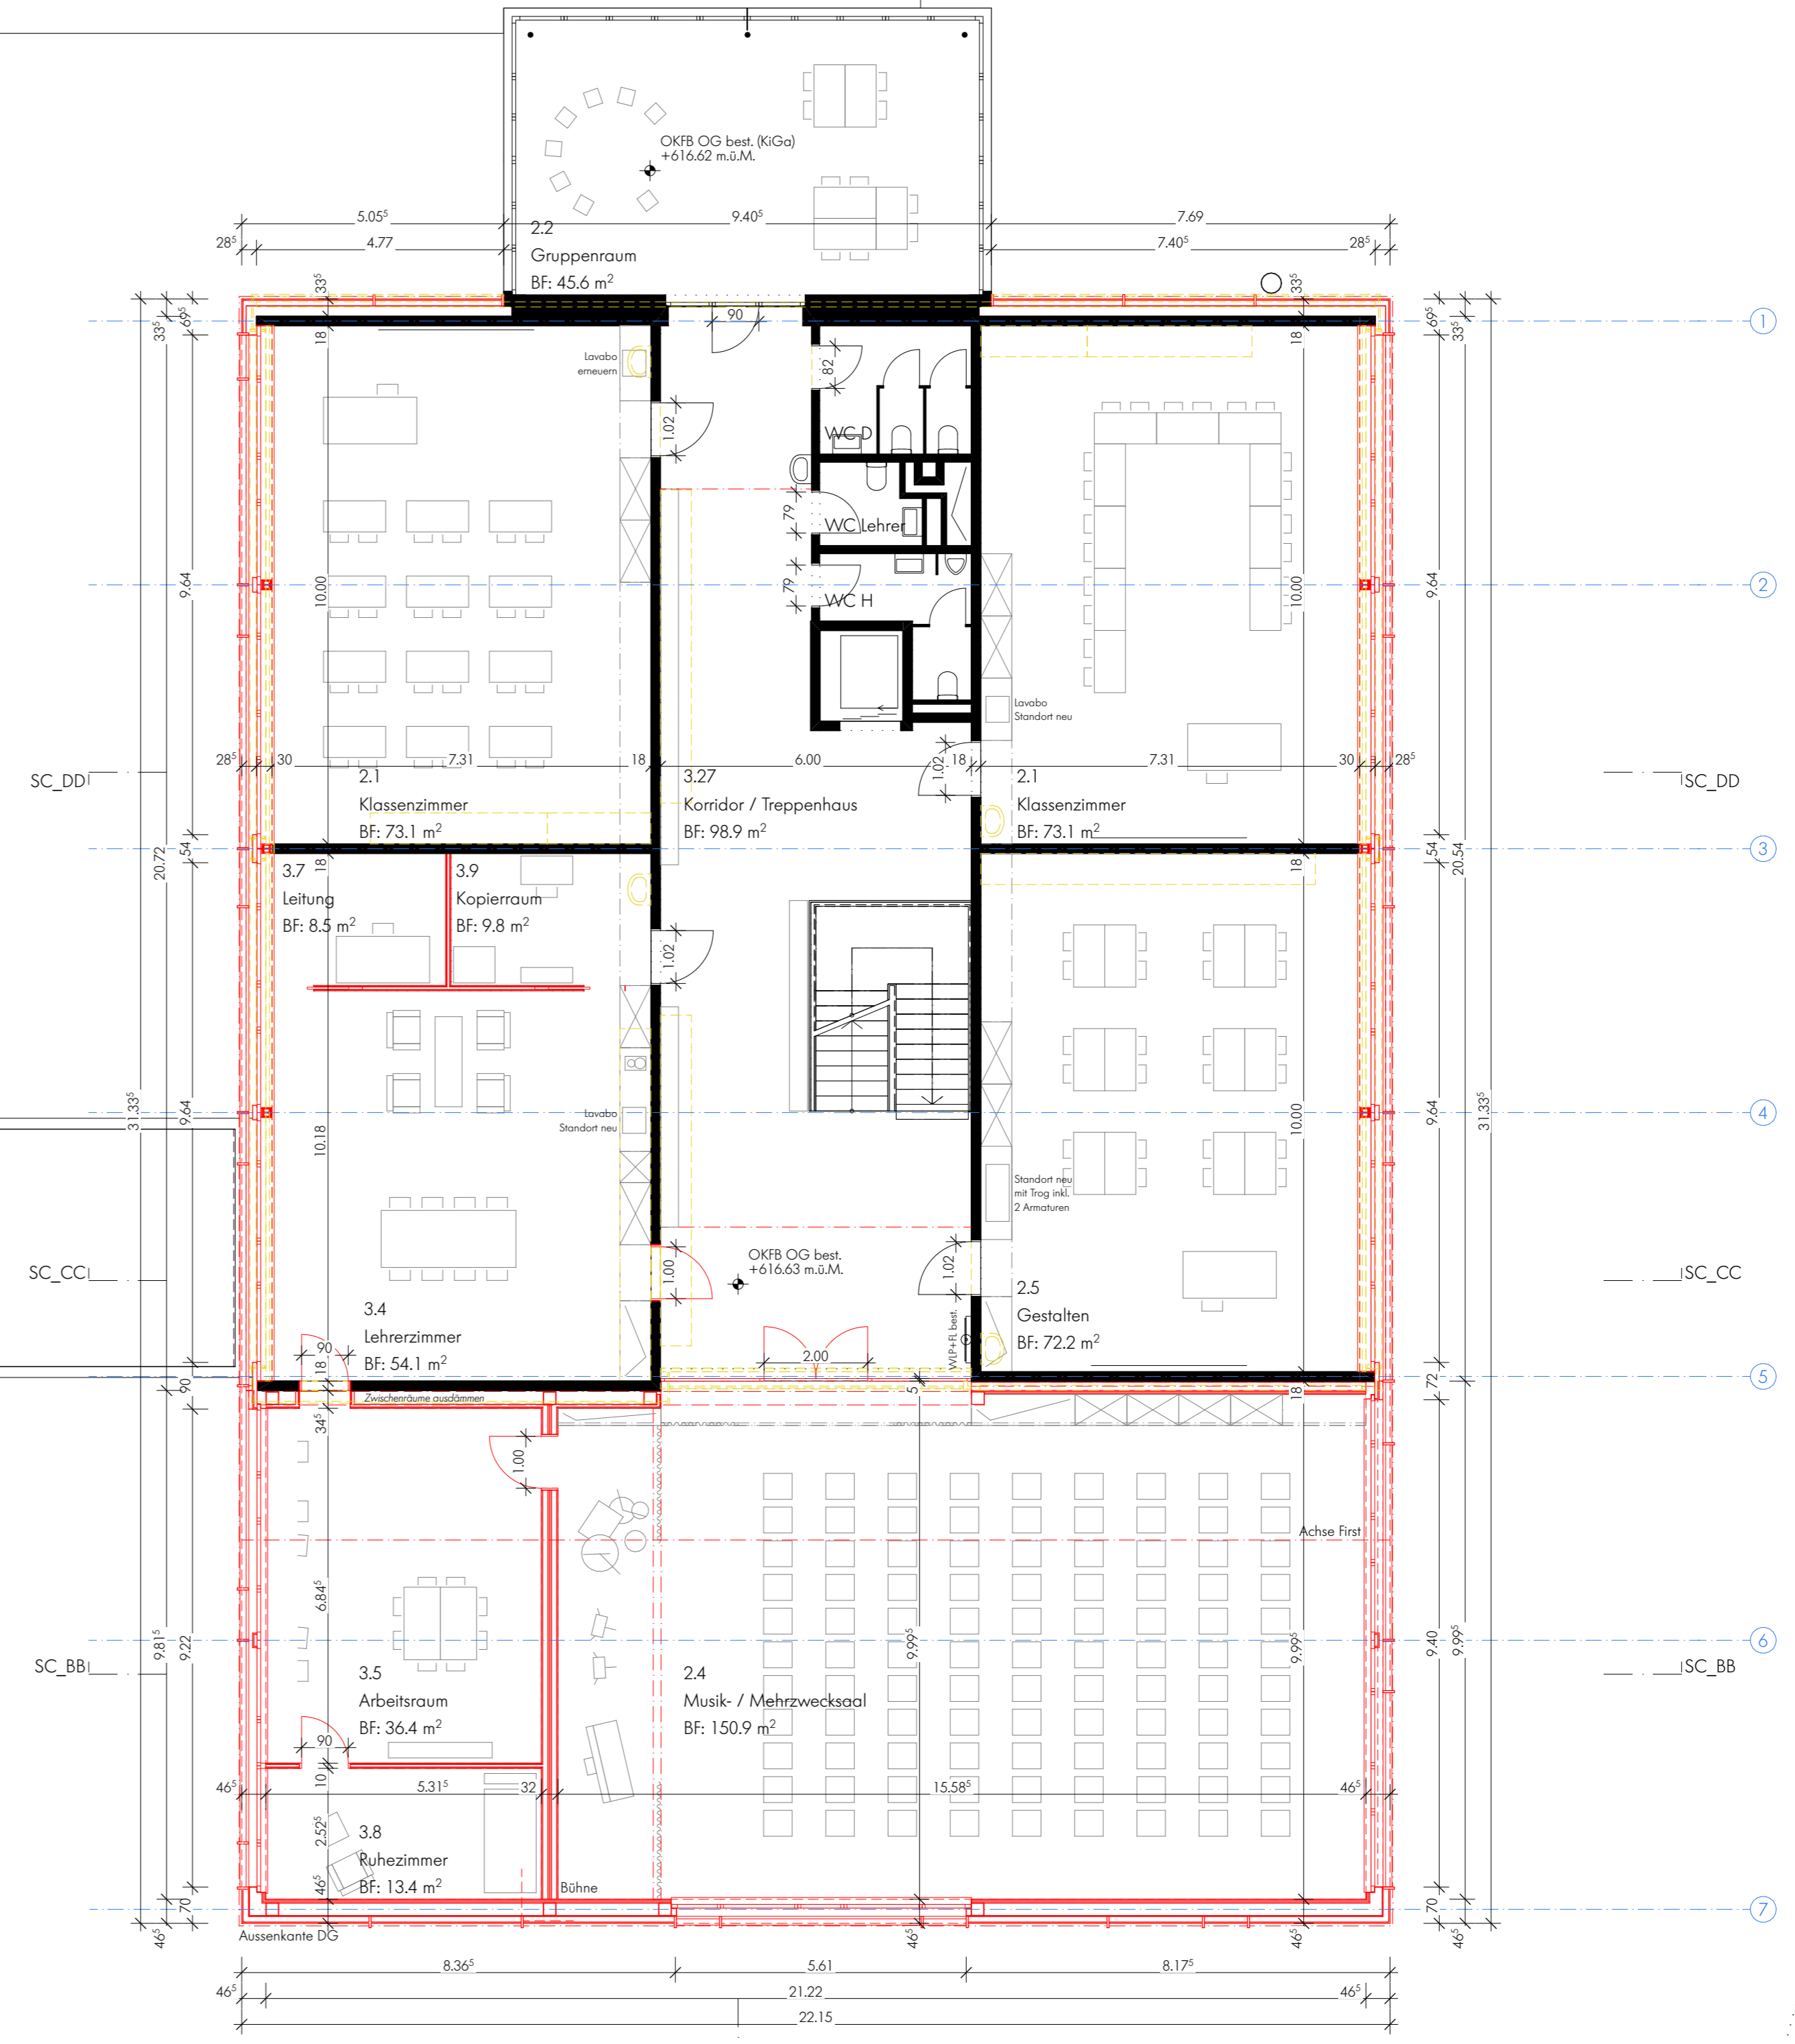 OKFB OG best. (KiGa)
+616.62 m.ü.M.
5.05⁵
9.40⁵
7.69
28⁵
4.77
7.40⁵
28⁵
2.2
Gruppenraum
BF: 45.6 m²
33⁵
33⁵
69⁵
33⁵
18
90
18
69⁵
33⁵
1
Lavabo
erneuern
82
1.02
WC D
79
WC Lehrer
9.64
10.00
79
WC H
10.00
9.64
2
Lavabo
Standort neu
28⁵
30
7.31
18
6.00
18
1.02
7.31
30
28⁵
SC_DD
SC_DD
2.1
Klassenzimmer
BF: 73.1 m²
3.27
Korridor / Treppenhaus
BF: 98.9 m²
2.1
Klassenzimmer
BF: 73.1 m²
20.72
54
18
18
54
20.54
3
3.7
Leitung
BF: 8.5 m²
3.9
Kopierraum
BF: 9.8 m²
1.02
31.33⁵
9.64
10.18
Lavabo
Standort neu
10.00
9.64
31.33⁵
4
Standort neu
mit Trog inkl.
2 Armaturen
SC_CC
SC_CC
1.00
OKFB OG best.
+616.63 m.ü.M.
1.02
2.5
Gestalten
BF: 72.2 m²
WLP+FL best.
3.4
Lehrerzimmer
BF: 54.1 m²
90
18
90
2.00
5
18
72
5
Zwischenräume ausdämmen
34⁵
1.00
Achse First
6.84⁵
9.81⁵
9.22
9.99⁵
9.99⁵
9.40
9.99⁵
6
SC_BB
SC_BB
3.5
Arbeitsraum
BF: 36.4 m²
2.4
Musik- / Mehrzwecksaal
BF: 150.9 m²
90
10
46⁵
5.31⁵
32
15.58⁵
46⁵
2.52⁵
3.8
Ruhezimmer
BF: 13.4 m²
Bühne
46⁵
70
46⁵
46⁵
46⁵
70
46⁵
7
Aussenkante DG
8.36⁵
5.61
8.17⁵
46⁵
21.22
46⁵
22.15